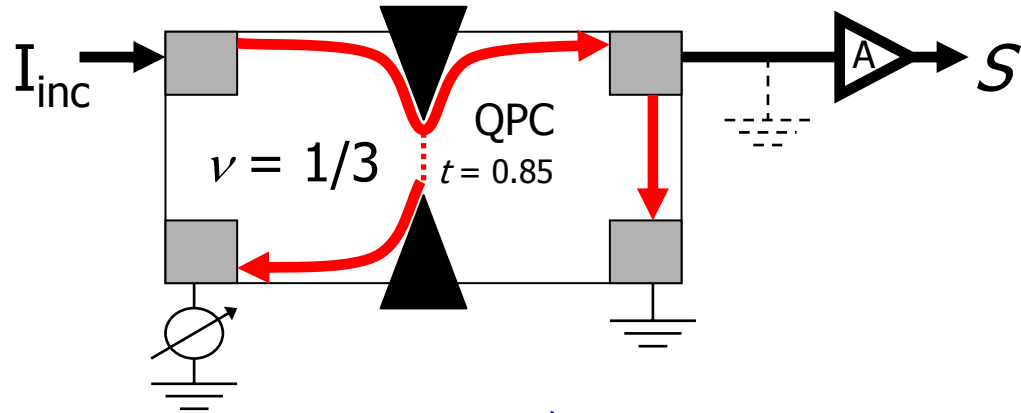 I_inc
A
S
QPC
ν = 1/3
t = 0.85